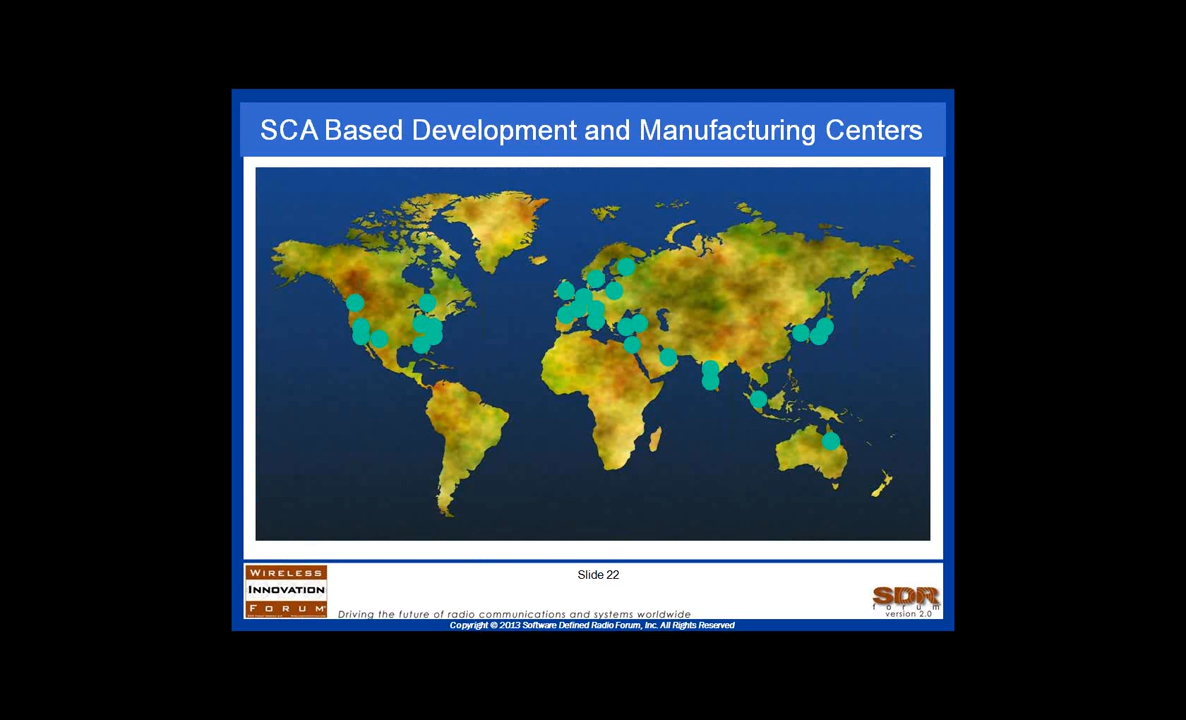 SCA Based Development and Manufacturing Centers
Slide 22
WIRELESS
INNOVATION
FORUM
Driving the future of radio communications and systems worldwide
SDR
forum
version 2.0
Copyright © 2013 Software Defined Radio Forum, Inc. All Rights Reserved